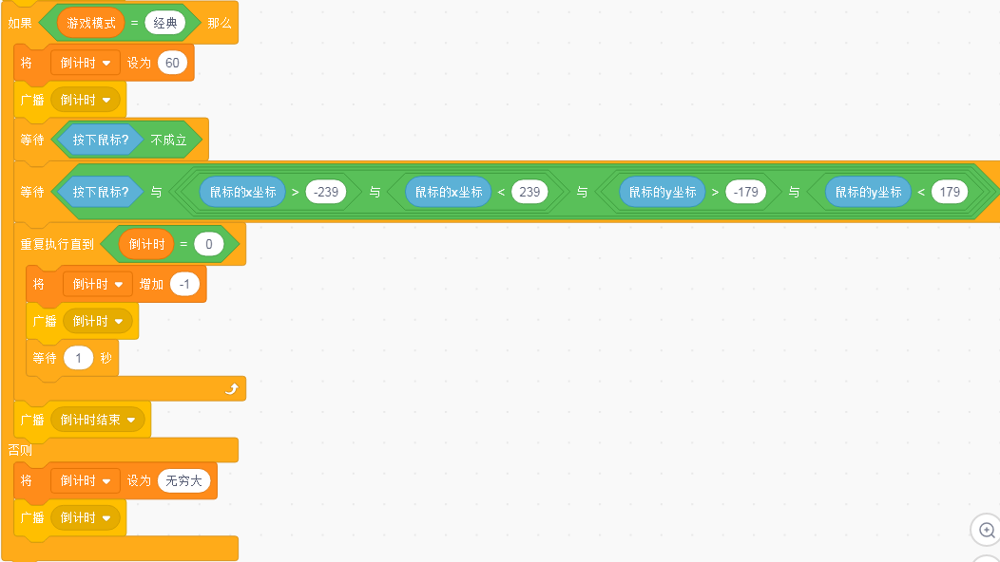 如果 游戏模式 = 经典 那么
将 倒计时 设为 60
广播 倒计时
等待 按下鼠标? 不成立
等待 按下鼠标? 与 鼠标的x坐标 > -239 与 鼠标的x坐标 < 239 与 鼠标的y坐标 > -179 与 鼠标的y坐标 < 179
重复执行直到 倒计时 = 0
将 倒计时 增加 -1
广播 倒计时
等待 1 秒
广播 倒计时结束
否则
将 倒计时 设为 无穷大
广播 倒计时